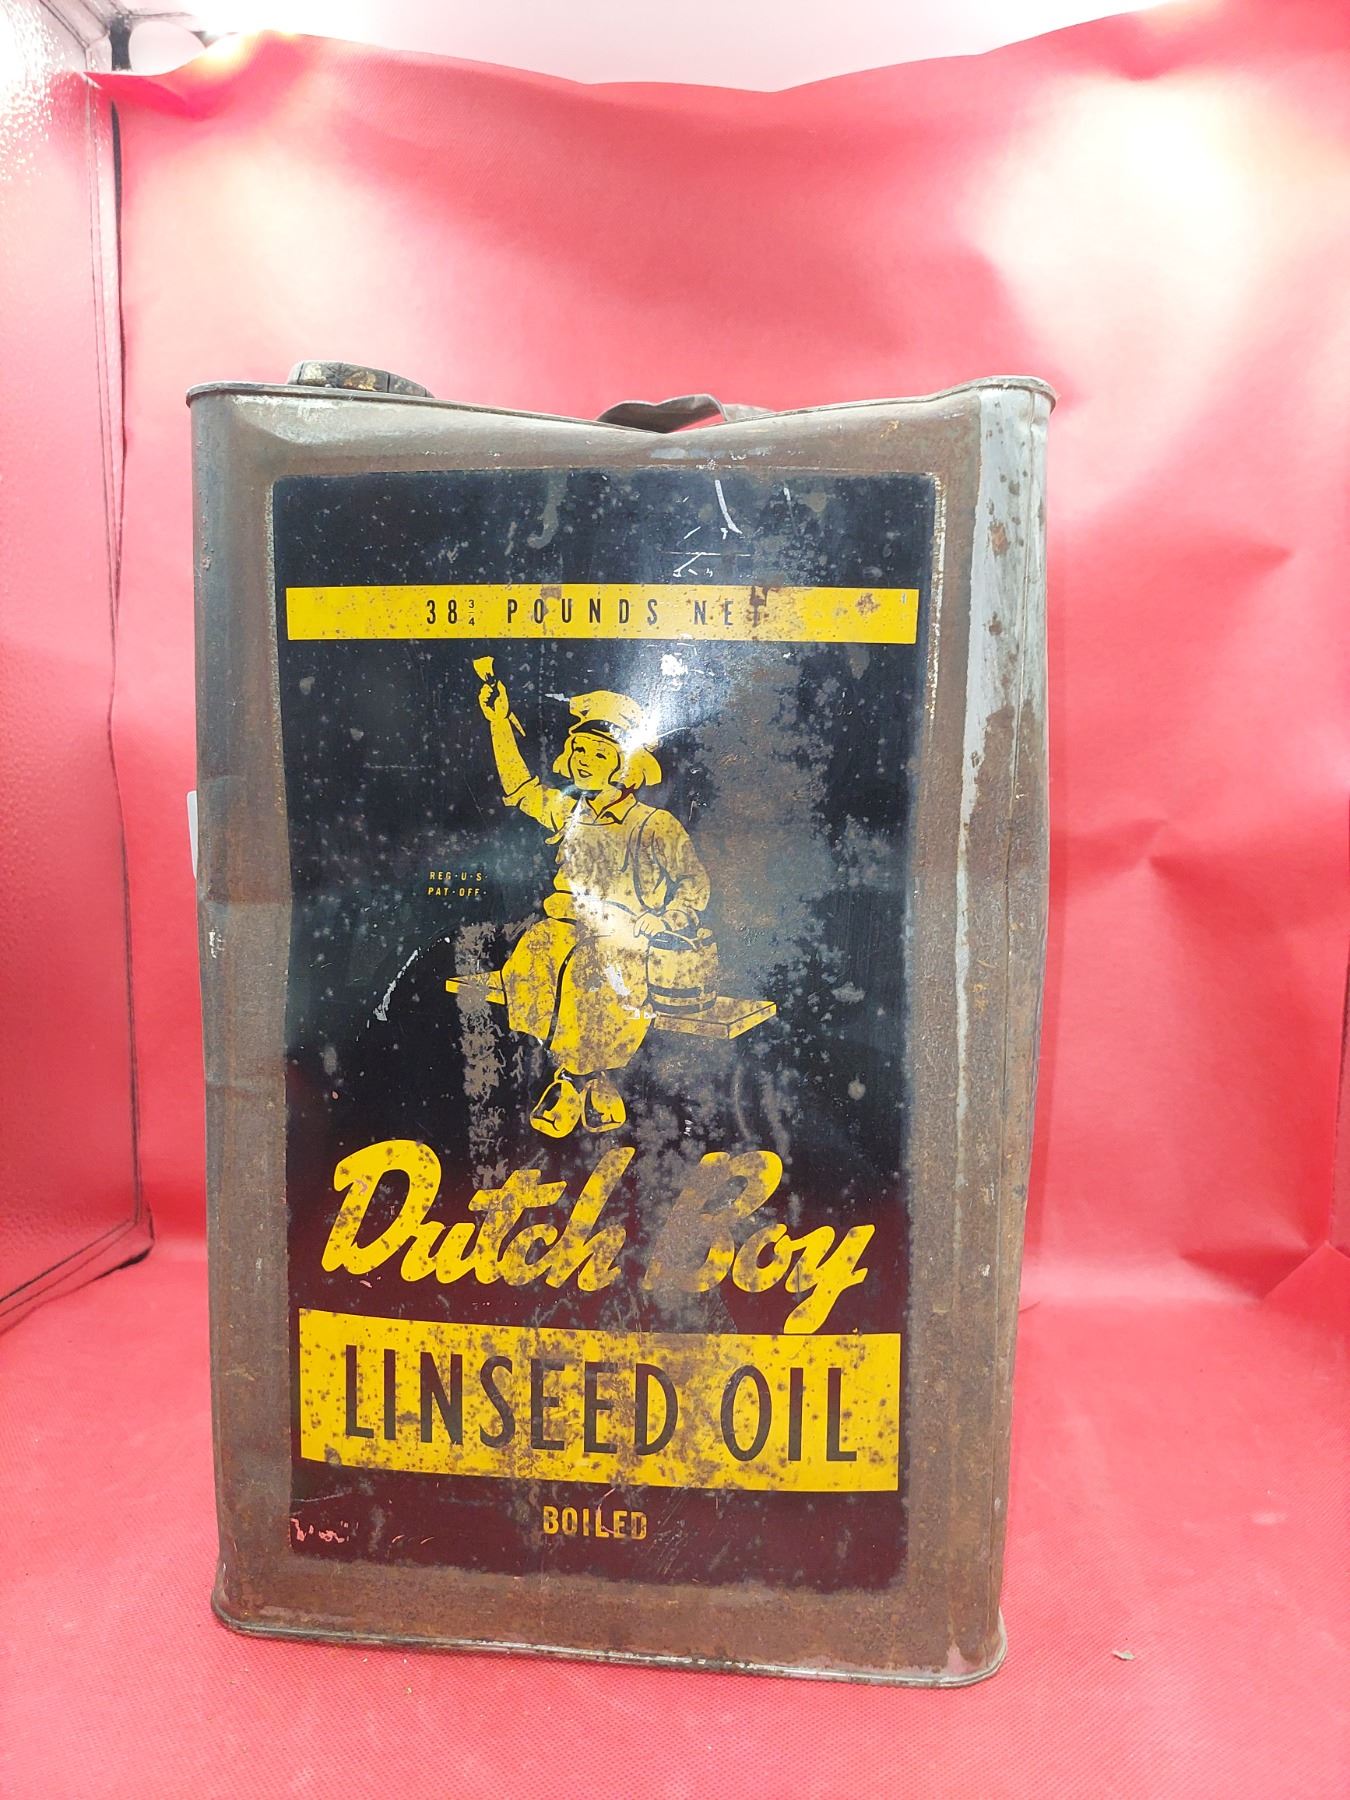 38 3/4 POUNDS NET
REG·U·S·
PAT·OFF·
Dutch Boy
LINSEED OIL
BOILED